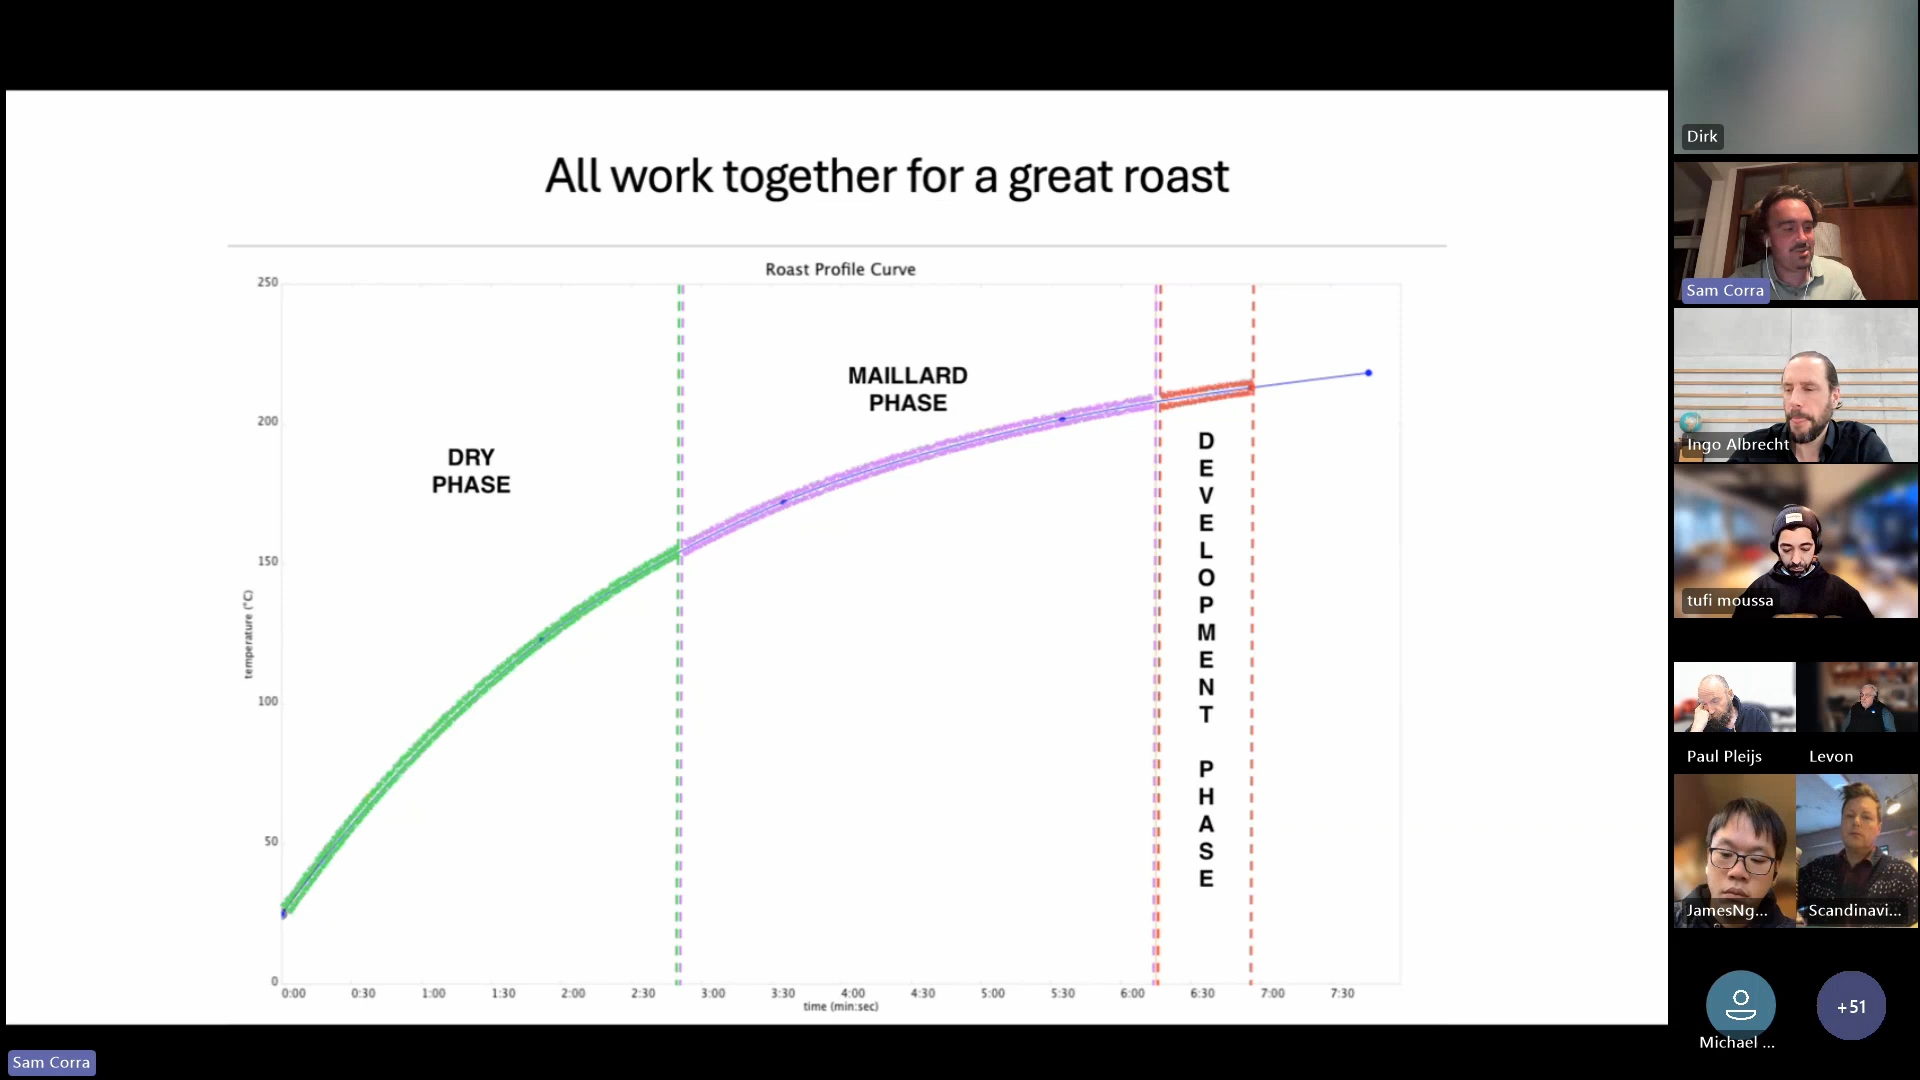 All work together for a great roast
Roast Profile Curve
250
200
150
100
50
0
temperature (°C)
DRY
PHASE
MAILLARD
PHASE
D
E
V
E
L
O
P
M
E
N
T
P
H
A
S
E
0:00 0:30 1:00 1:30 2:00 2:30 3:00 3:30 4:00 4:30 5:00 5:30 6:00 6:30 7:00 7:30
time (min:sec)
Sam Corra
Dirk
Sam Corra
Ingo Albrecht
tufi moussa
Paul Pleijs
Levon
JamesNg...
Scandinavi...
Michael ...
+51